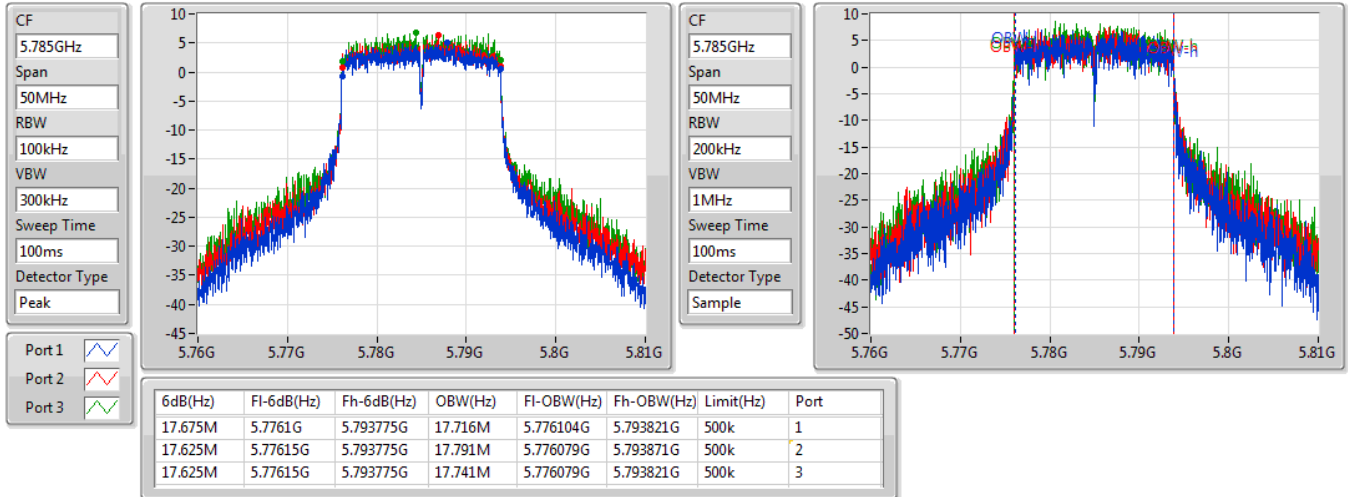 CF
5.785GHz
Span
50MHz
RBW
100kHz
VBW
300kHz
Sweep Time
100ms
Detector Type
Peak
10
5
0
-5
-10
-15
-20
-25
-30
-35
-40
-45
5.76G 5.77G 5.78G 5.79G 5.8G 5.81G
CF
5.785GHz
Span
50MHz
RBW
200kHz
VBW
1MHz
Sweep Time
100ms
Detector Type
Sample
10
5
0
-5
-10
-15
-20
-25
-30
-35
-40
-45
-50
5.76G 5.77G 5.78G 5.79G 5.8G 5.81G
Port 1
Port 2
Port 3
6dB(Hz) Fl-6dB(Hz) Fh-6dB(Hz) OBW(Hz) Fl-OBW(Hz) Fh-OBW(Hz) Limit(Hz) Port
17.675M 5.7761G 5.793775G 17.716M 5.776104G 5.793821G 500k 1
17.625M 5.77615G 5.793775G 17.791M 5.776079G 5.793871G 500k 2
17.625M 5.77615G 5.793775G 17.741M 5.776079G 5.793821G 500k 3